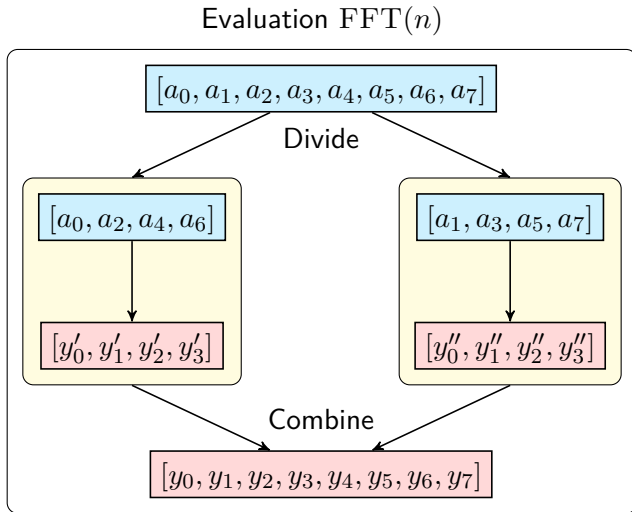 Evaluation FFT(n)
[a₀, a₁, a₂, a₃, a₄, a₅, a₆, a₇]
Divide
[a₀, a₂, a₄, a₆]
[a₁, a₃, a₅, a₇]
[y′₀, y′₁, y′₂, y′₃]
[y″₀, y″₁, y″₂, y″₃]
Combine
[y₀, y₁, y₂, y₃, y₄, y₅, y₆, y₇]